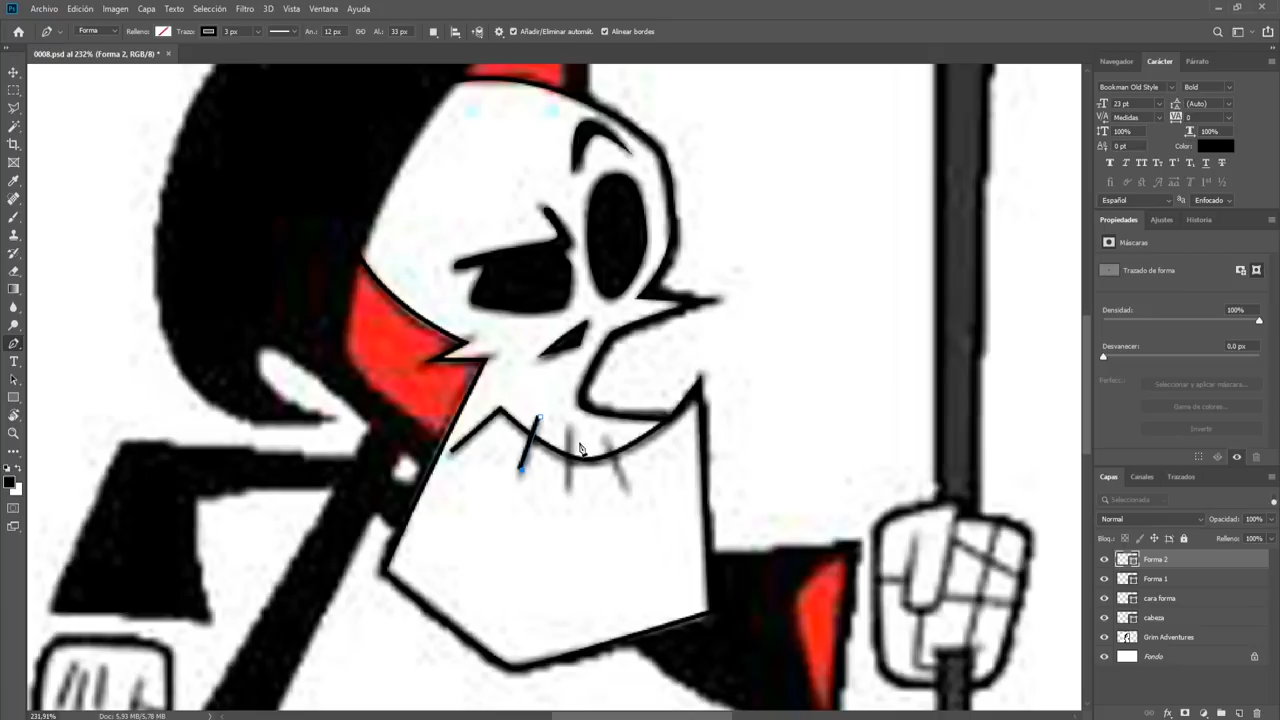 Ps Archivo Edición Imagen Capa Texto Selección Filtro 3D Vista Ventana Ayuda
Forma Relleno: Trazo: 3 px An.: 12 px Al.: 33 px Añadir/Eliminar automát. Alinear bordes
0008.psd al 232% (Forma 2, RGB/8) *
Navegador Carácter Párrafo
Bookman Old Style Bold
23 pt (Auto)
Medidas 0
100% 100%
0 pt Color:
Español Enfocado
Propiedades Ajustes Historia
Máscaras
Trazado de forma
Densidad: 100%
Desvanecer: 0,0 px
Perfecc.: Seleccionar y aplicar máscara...
Gama de colores...
Invertir
Capas Canales Trazados
Seleccionada
Normal Opacidad: 100%
Bloq.: Relleno: 100%
Forma 2
Forma 1
cara forma
cabeza
Grim Adventures
Fondo
231,91% Doc: 5,93 MB/5,78 MB